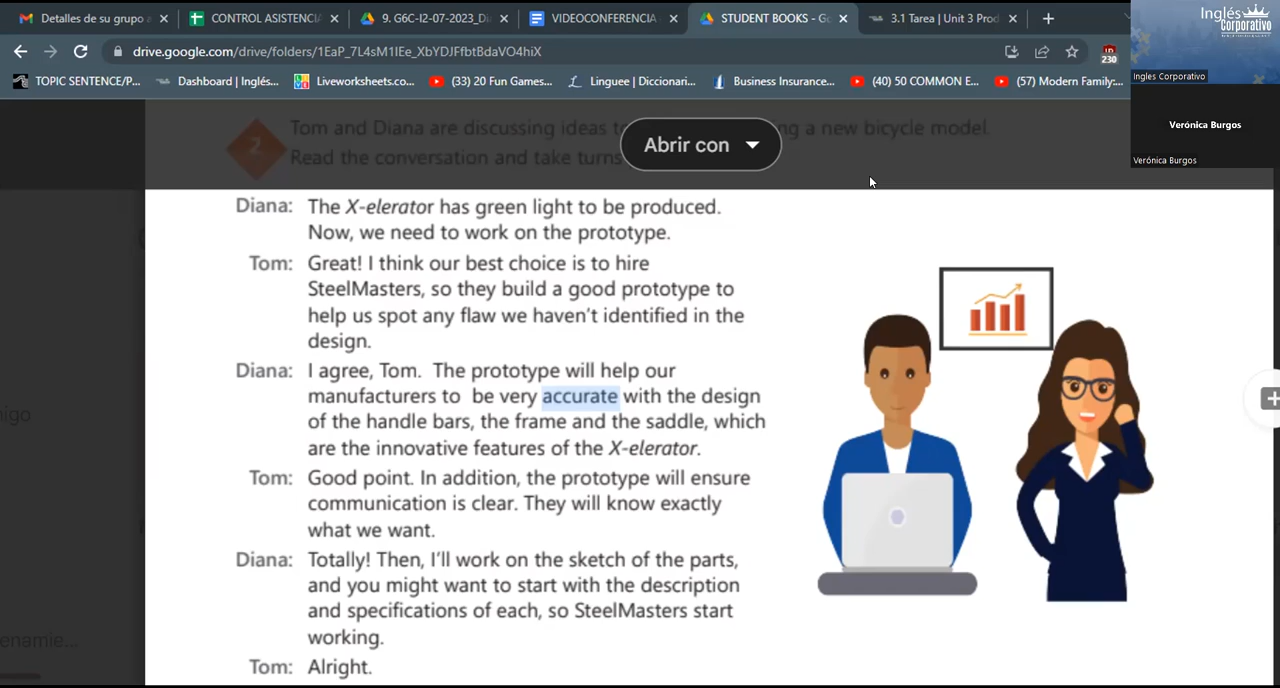 Detalles de su grupo a
CONTROL ASISTENCIA
9. G6C-I2-07-2023_Di
VIDEOCONFERENCIA
STUDENT BOOKS - Go
3.1 Tarea | Unit 3 Prod
drive.google.com/drive/folders/1EaP_7L4sM1IEe_XbYDJFfbtBdaVO4hiX
230
TOPIC SENTENCE/P...
Dashboard | Inglés...
Liveworksheets.co...
(33) 20 Fun Games...
Linguee | Diccionari...
Business Insurance...
(40) 50 COMMON E...
(57) Modern Family:...
Inglés
Corporativo
Ingles Corporativo
Verónica Burgos
Verónica Burgos
2
Tom and Diana are discussing ideas ng a new bicycle model
Read the conversation and take turns
Abrir con
Diana: The X-elerator has green light to be produced.
Now, we need to work on the prototype.
Tom: Great! I think our best choice is to hire
SteelMasters, so they build a good prototype to
help us spot any flaw we haven't identified in the
design.
Diana: I agree, Tom. The prototype will help our
manufacturers to be very accurate with the design
of the handle bars, the frame and the saddle, which
are the innovative features of the X-elerator.
Tom: Good point. In addition, the prototype will ensure
communication is clear. They will know exactly
what we want.
Diana: Totally! Then, I'll work on the sketch of the parts,
and you might want to start with the description
and specifications of each, so SteelMasters start
working.
Tom: Alright.
nigo
enamie...